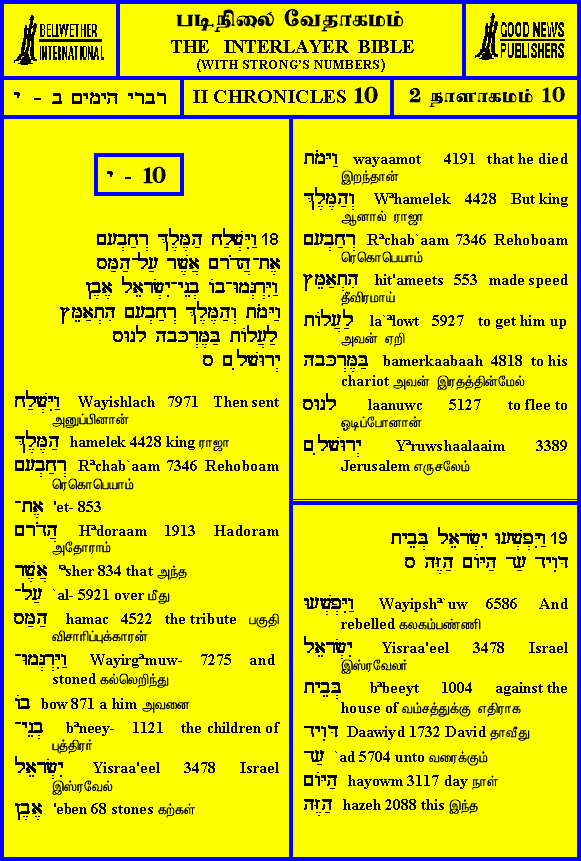 BELLWETHER
INTERNATIONAL
படிநிலை வேதாகமம்
THE INTERLAYER BIBLE
(WITH STRONG'S NUMBERS)
GOOD NEWS
PUBLISHERS
דברי הימים ב - י
II CHRONICLES 10
2 நாளாகமம் 10
י - 10
18 וַיִּשְׁלַח הַמֶּלֶךְ רְחַבְעָם
אֶת־הֲדֹרָם אֲשֶׁר עַל־הַמַּס
וַיִּרְגְּמוּ־בוֹ בְנֵי־יִשְׂרָאֵל אֶבֶן
וַיָּמֹת וְהַמֶּלֶךְ רְחַבְעָם הִתְאַמֵּץ
לַעֲלוֹת בַּמֶּרְכָּבָה לָנוּס
יְרוּשָׁלִָם ס
וַיִּשְׁלַח Wayishlach 7971 Then sent
அனுப்பினான்
הַמֶּלֶךְ hamelek 4428 king ராஜா
רְחַבְעָם Rªchab`aam 7346 Rehoboam
ரெகொபெயாம்
אֶת־ 'et- 853
הֲדֹרָם Hªdoraam 1913 Hadoram
அதோராம்
אֲשֶׁר 'ªsher 834 that அந்த
עַל־ `al- 5921 over மீது
הַמַּס hamac 4522 the tribute பகுதி
விசாரிப்புக்காரன்
וַיִּרְגְּמוּ־ Wayirgªmuw- 7275 and
stoned கல்லெறிந்து
בוֹ bow 871 a him அவனை
בְנֵי־ bªneey- 1121 the children of
புத்திரர்
יִשְׂרָאֵל Yisraa'eel 3478 Israel
இஸ்ரவேல்
אֶבֶן 'eben 68 stones கற்கள்
וַיָּמֹת wayaamot 4191 that he died
இறந்தான்
וְהַמֶּלֶךְ Wªhamelek 4428 But king
ஆனால் ராஜா
רְחַבְעָם Rªchab`aam 7346 Rehoboam
ரெகொபெயாம்
הִתְאַמֵּץ hit'ameets 553 made speed
தீவிரமாய்
לַעֲלוֹת la`ªlowt 5927 to get him up
அவன் ஏறி
בַּמֶּרְכָּבָה bamerkaabaah 4818 to his
chariot அவன் இரதத்தின்மேல்
לָנוּס laanuwc 5127 to flee to
ஓடிப்போனான்
יְרוּשָׁלִָם Yªruwshaalaaim 3389
Jerusalem எருசலேம்
19 וַיִּפְשְׁעוּ יִשְׂרָאֵל בְּבֵית
דָּוִיד עַד הַיּוֹם הַזֶּה ס
וַיִּפְשְׁעוּ Wayipshª`uw 6586 And
rebelled கலகம்பண்ணி
יִשְׂרָאֵל Yisraa'eel 3478 Israel
இஸ்ரவேலர்
בְּבֵית bªbeeyt 1004 against the
house of வம்சத்துக்கு எதிராக
דָּוִיד Daawiyd 1732 David தாவீது
עַד `ad 5704 unto வரைக்கும்
הַיּוֹם hayowm 3117 day நாள்
הַזֶּה hazeh 2088 this இந்த